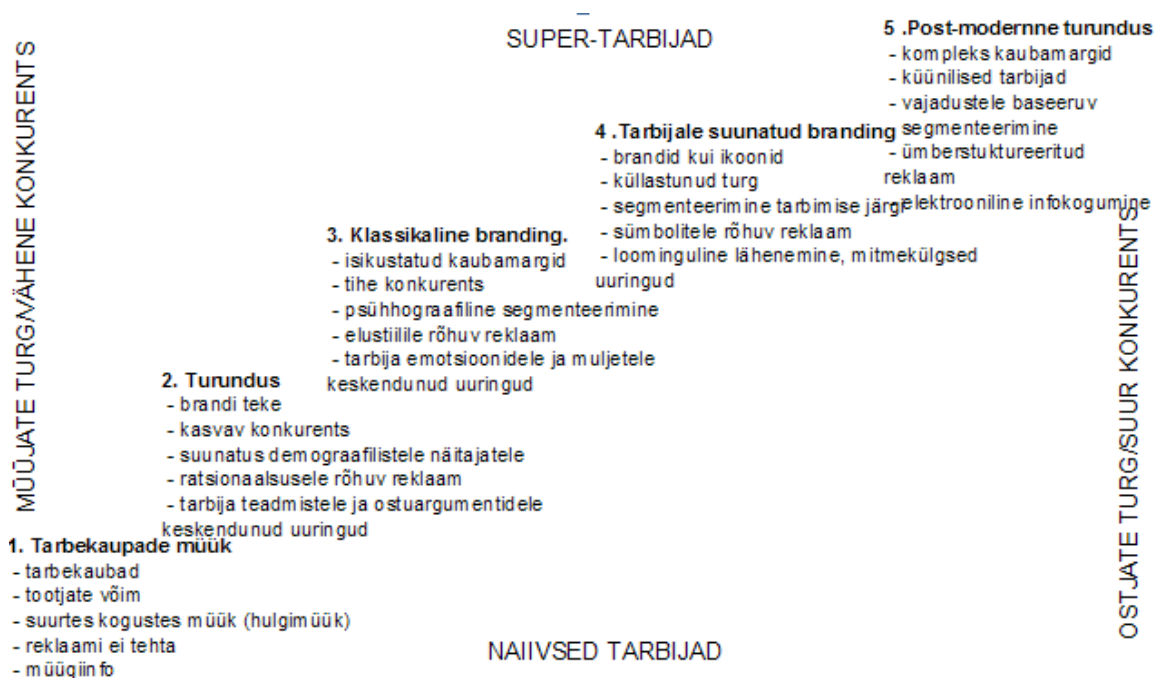 SUPER-TARBIJAD
MÜÜJATE TURG/VÄHENE KONKURENTS
5 .Post-modernne turundus
- kompleks kaubamargid
- küünilised tarbijad
- vajadustele baseeruv
segmenteerimine
- ümberstuktureeritud
reklaam
- elektrooniline infokogumine
4 .Tarbijale suunatud branding
- brandid kui ikoonid
- küllastunud turg
- segmenteerimine tarbimise järgi
- sümbolitele rõhuv reklaam
- loominguline lähenemine, mitmekülgsed
uuringud
3. Klassikaline branding.
- isikustatud kaubamargid
- tihe konkurents
- psühhograafiline segmenteerimine
- elustiilile rõhuv reklaam
- tarbija emotsioonidele ja muljetele
keskendunud uuringud
2. Turundus
- brandi teke
- kasvav konkurents
- suunatus demograafilistele näitajatele
- ratsionaalsusele rõhuv reklaam
- tarbija teadmistele ja ostuargumentidele
keskendunud uuringud
1. Tarbekaupade müük
- tarbekaubad
- tootjate võim
- suurtes kogustes müük (hulgimüük)
- reklaami ei tehta
- müügiinfo
NAIIVSED TARBIJAD
OSTJATE TURG/SUUR KONKURENTS